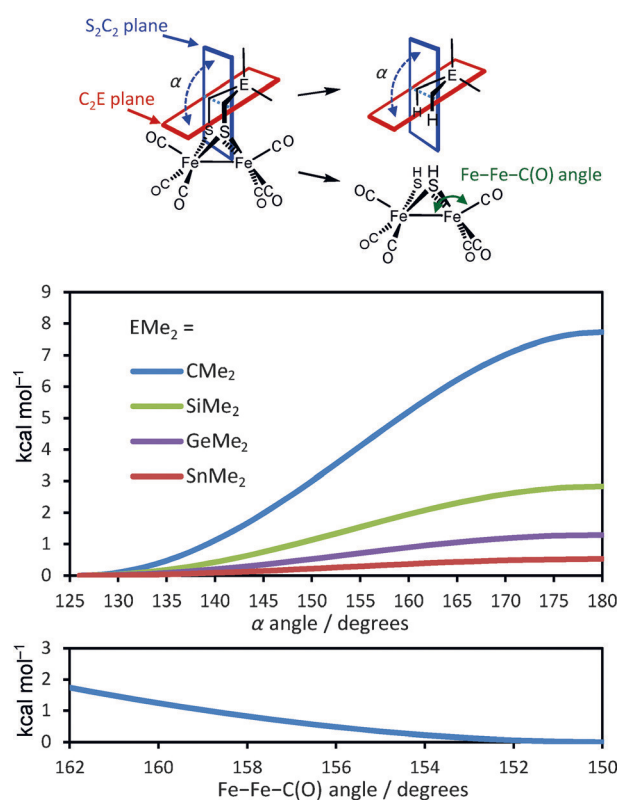 S₂C₂ plane
α
C₂E plane
E
S
S
Fe
Fe
CO
OC
OC
CO
CO
CO
α
E
H
H
H
S
H
S
Fe–Fe–C(O) angle
Fe
Fe
CO
OC
OC
CO
CO
CO
kcal mol⁻¹
9
8
7
6
5
4
3
2
1
0
EMe₂ =
CMe₂
SiMe₂
GeMe₂
SnMe₂
125 130 135 140 145 150 155 160 165 170 175 180
α angle / degrees
kcal mol⁻¹
3
2
1
0
162 160 158 156 154 152 150
Fe–Fe–C(O) angle / degrees